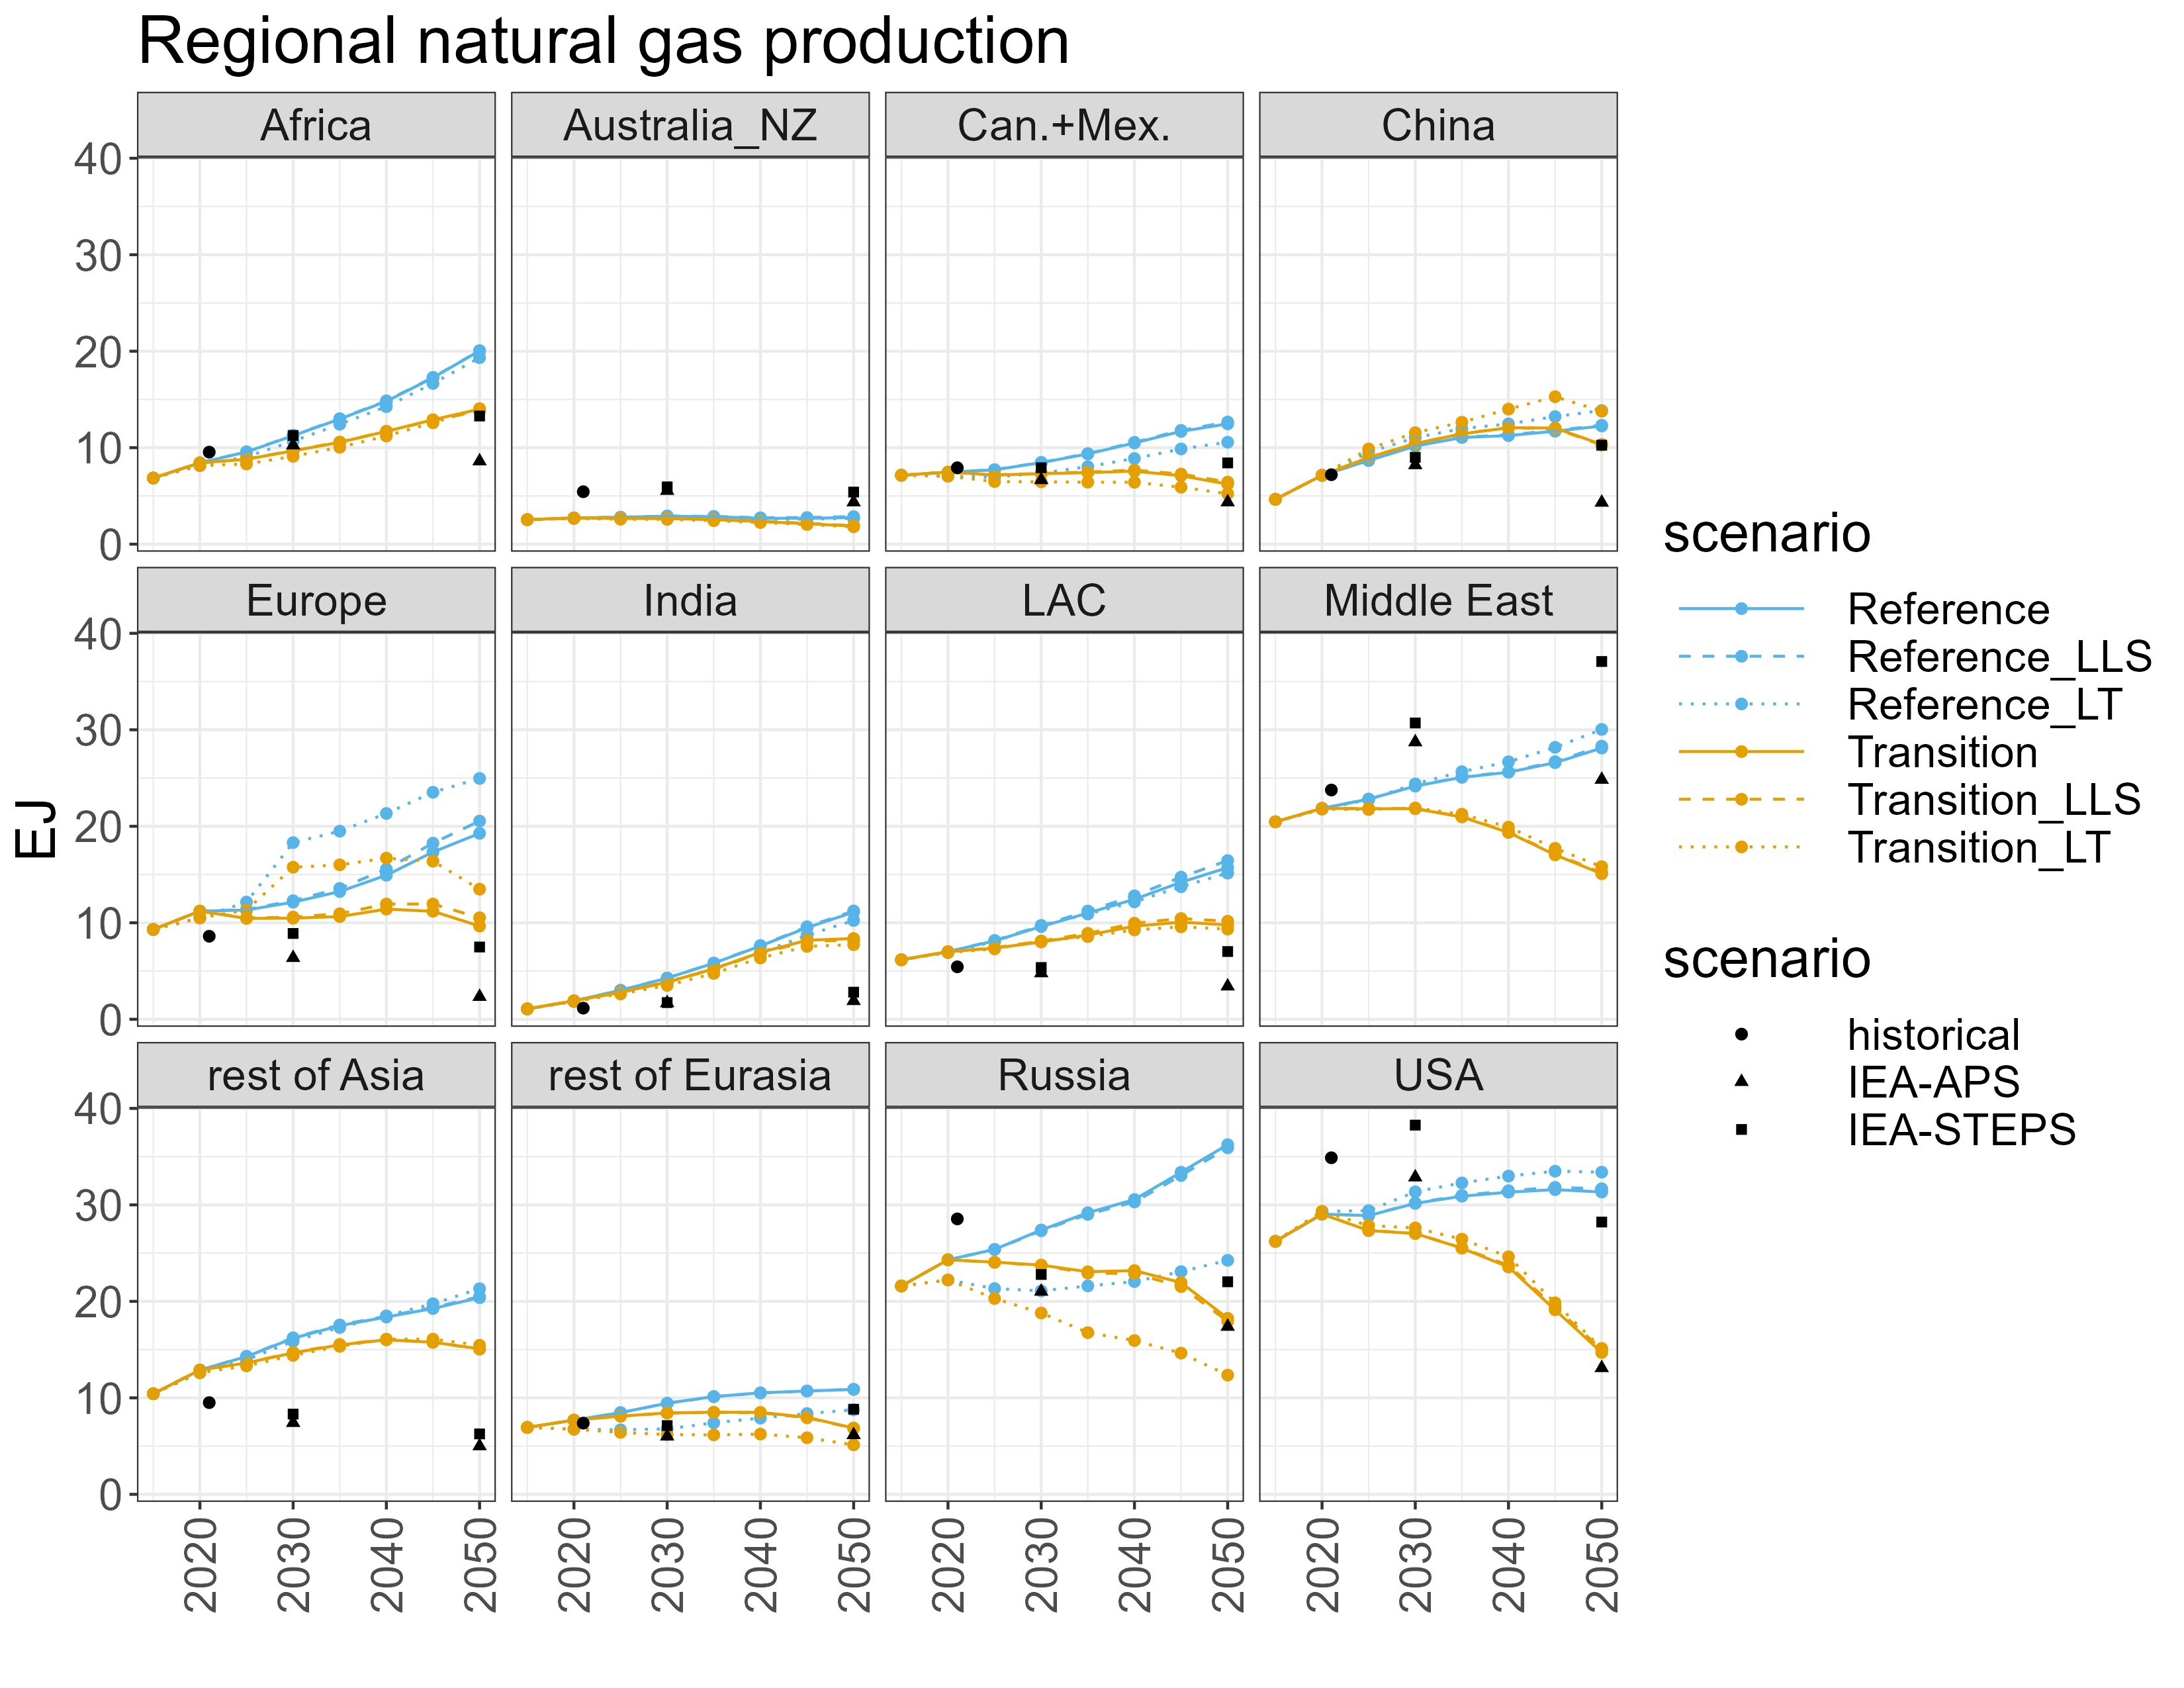 Regional natural gas production
Africa Australia_NZ Can.+Mex. China
40
30
20
10
0
Europe India LAC Middle East
40
30
20
10
0
EJ
rest of Asia rest of Eurasia Russia USA
40
30
20
10
0
2020 2030 2040 2050 2020 2030 2040 2050 2020 2030 2040 2050 2020 2030 2040 2050
scenario
Reference
Reference_LLS
Reference_LT
Transition
Transition_LLS
Transition_LT
scenario
historical
IEA-APS
IEA-STEPS